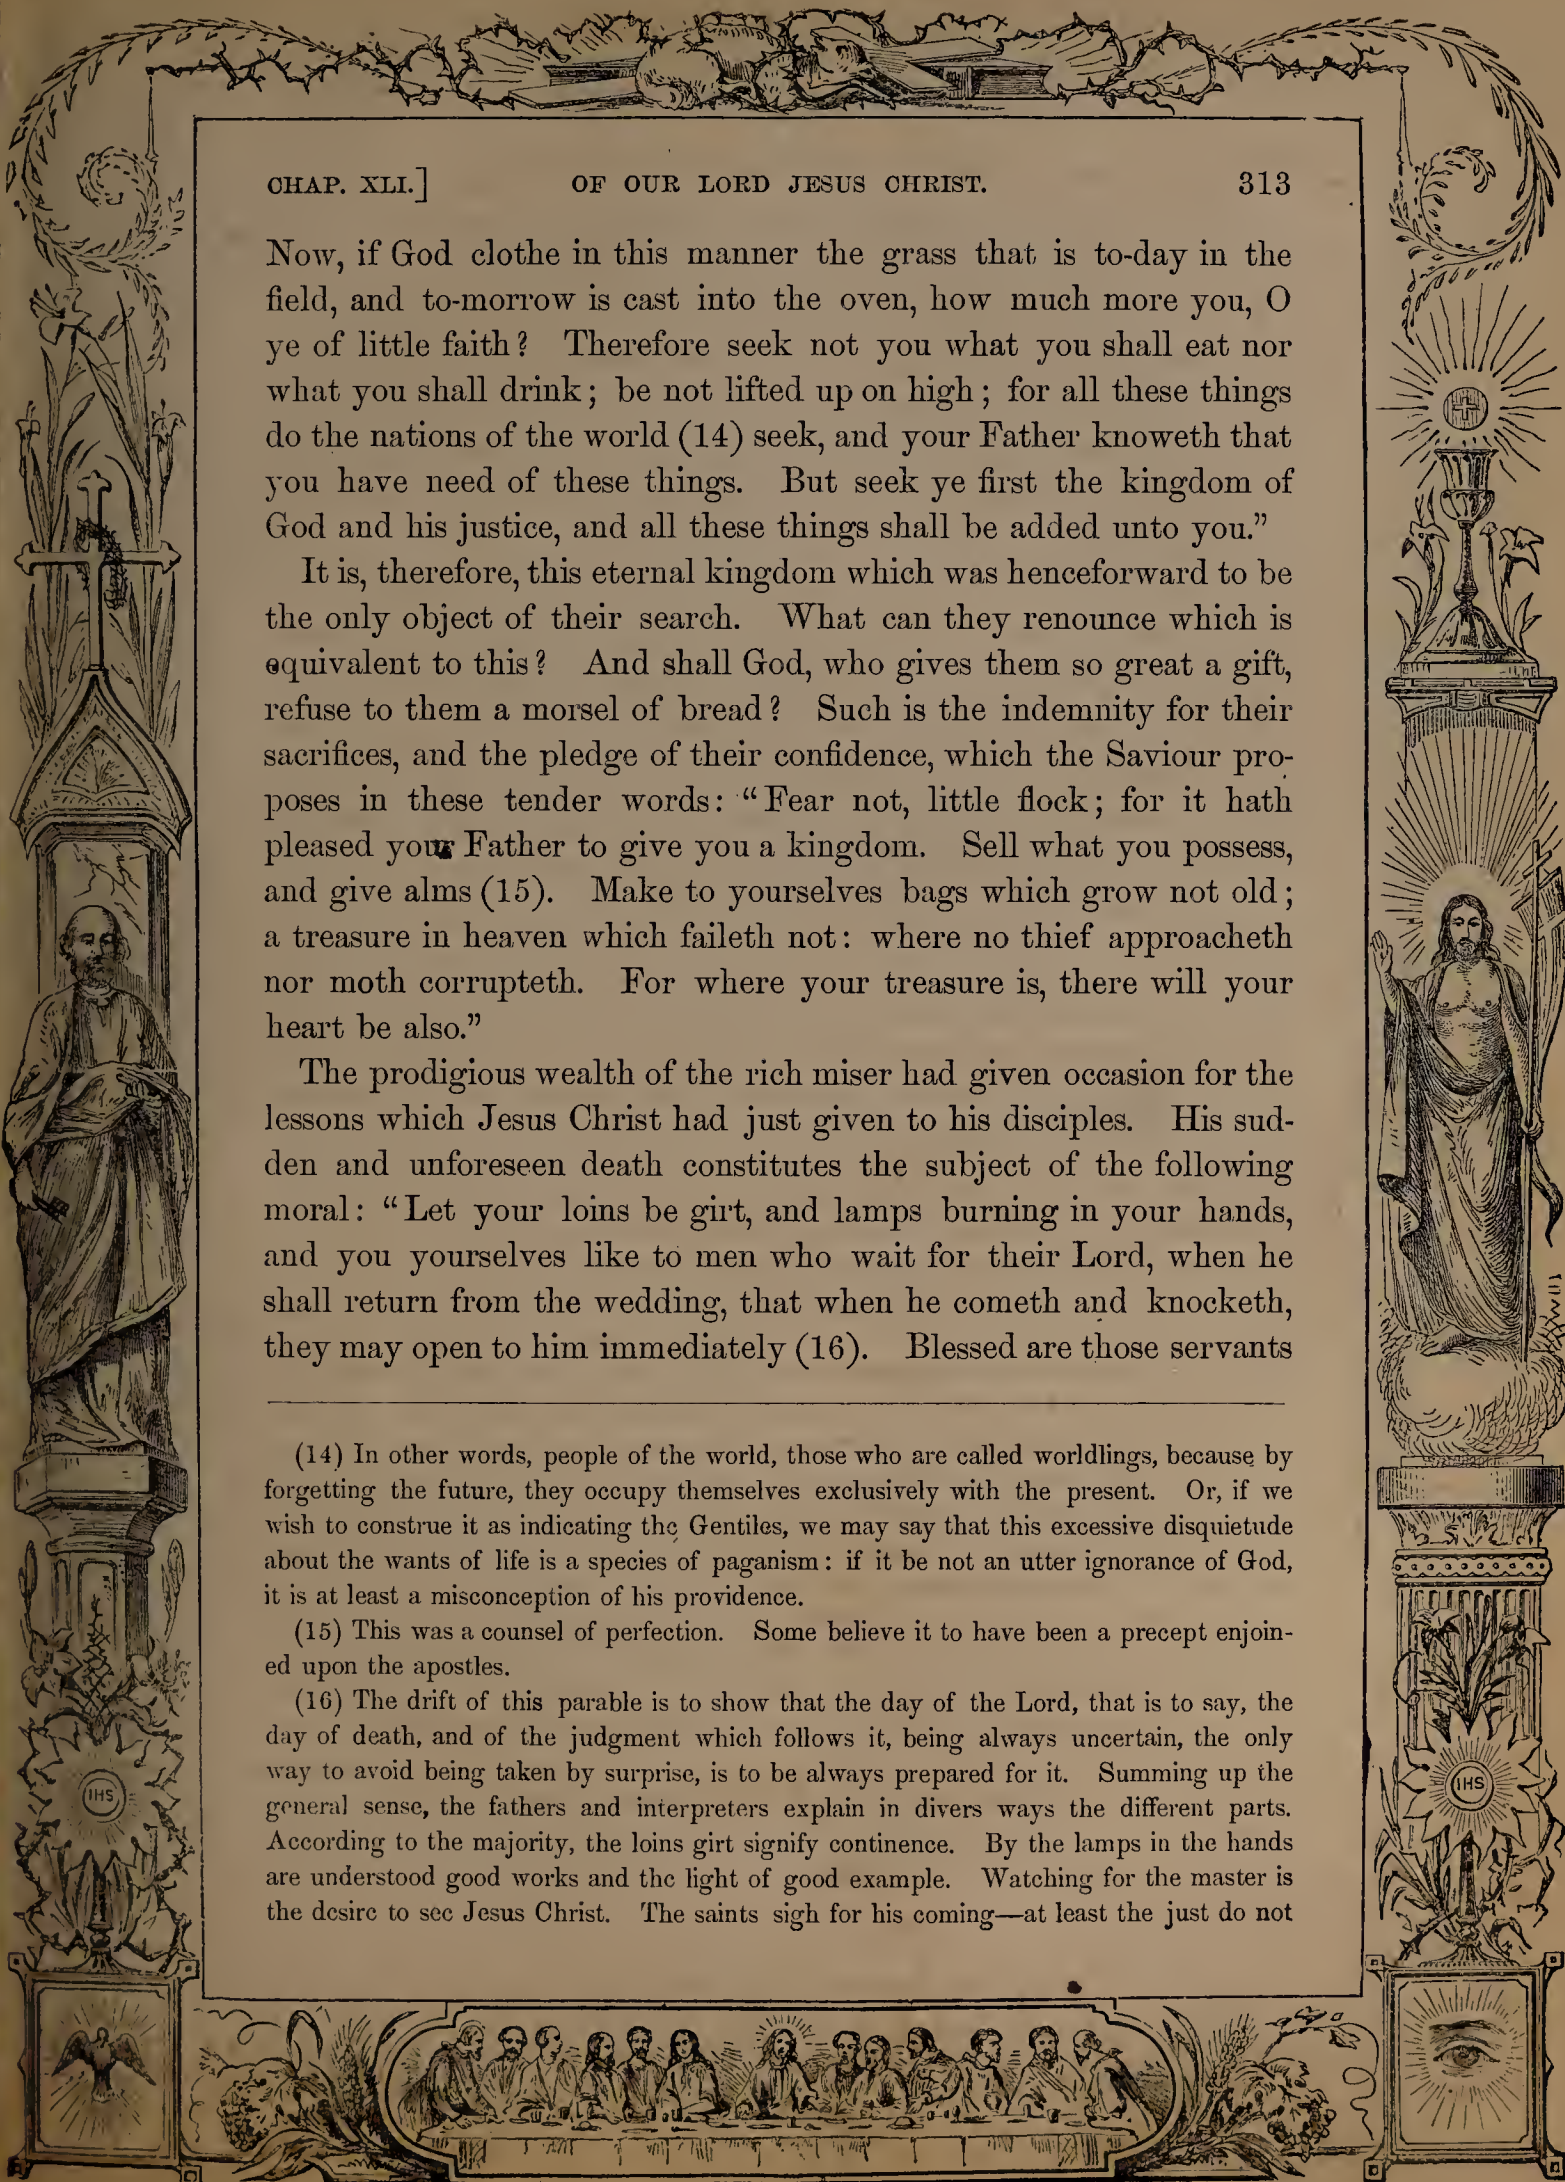 CHAP. XLI.] OF OUR LORD JESUS CHRIST. 313
Now, if God clothe in this manner the grass that is to-day in the
field, and to-morrow is cast into the oven, how much more you, O
ye of little faith? Therefore seek not you what you shall eat nor
what you shall drink; be not lifted up on high; for all these things
do the nations of the world (14) seek, and your Father knoweth that
you have need of these things. But seek ye first the kingdom of
God and his justice, and all these things shall be added unto you.”
It is, therefore, this eternal kingdom which was henceforward to be
the only object of their search. What can they renounce which is
equivalent to this? And shall God, who gives them so great a gift,
refuse to them a morsel of bread? Such is the indemnity for their
sacrifices, and the pledge of their confidence, which the Saviour pro-
poses in these tender words: “Fear not, little flock; for it hath
pleased your Father to give you a kingdom. Sell what you possess,
and give alms (15). Make to yourselves bags which grow not old;
a treasure in heaven which faileth not: where no thief approacheth
nor moth corrupteth. For where your treasure is, there will your
heart be also.”
The prodigious wealth of the rich miser had given occasion for the
lessons which Jesus Christ had just given to his disciples. His sud-
den and unforeseen death constitutes the subject of the following
moral: “Let your loins be girt, and lamps burning in your hands,
and you yourselves like to men who wait for their Lord, when he
shall return from the wedding, that when he cometh and knocketh,
they may open to him immediately (16). Blessed are those servants
(14) In other words, people of the world, those who are called worldlings, because by
forgetting the future, they occupy themselves exclusively with the present. Or, if we
wish to construe it as indicating the Gentiles, we may say that this excessive disquietude
about the wants of life is a species of paganism: if it be not an utter ignorance of God,
it is at least a misconception of his providence.
(15) This was a counsel of perfection. Some believe it to have been a precept enjoin-
ed upon the apostles.
(16) The drift of this parable is to show that the day of the Lord, that is to say, the
day of death, and of the judgment which follows it, being always uncertain, the only
way to avoid being taken by surprise, is to be always prepared for it. Summing up the
general sense, the fathers and interpreters explain in divers ways the different parts.
According to the majority, the loins girt signify continence. By the lamps in the hands
are understood good works and the light of good example. Watching for the master is
the desire to see Jesus Christ. The saints sigh for his coming—at least the just do not
IHS
IHS